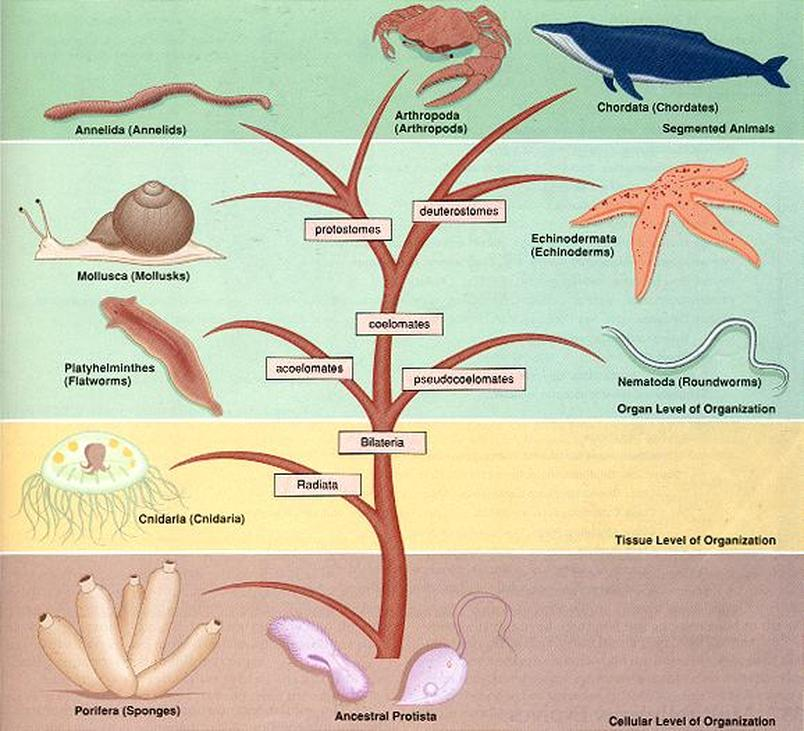 Annelida (Annelids)
Arthropoda
(Arthropods)
Chordata (Chordates)
Segmented Animals
Mollusca (Mollusks)
protostomes
deuterostomes
Echinodermata
(Echinoderms)
coelomates
Platyhelminthes
(Flatworms)
acoelomates
pseudocoelomates
Nematoda (Roundworms)
Organ Level of Organization
Bilateria
Radiata
Cnidaria (Cnidaria)
Tissue Level of Organization
Porifera (Sponges)
Ancestral Protista
Cellular Level of Organization